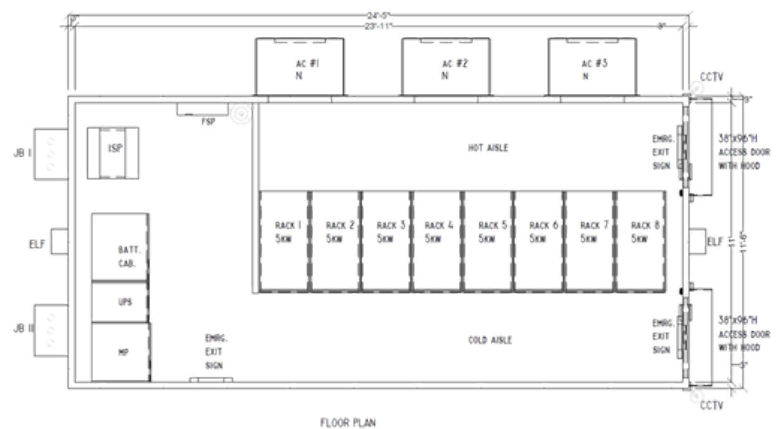 24'-5"
23'-11"
3"
AC #1
N
AC #2
N
AC #3
N
CCTV
3"
FSP
JB I
ISP
HOT AISLE
EMRG.
EXIT
SIGN
38"x96"H
ACCESS DOOR
WITH HOOD
RACK 1
5KW
RACK 2
5KW
RACK 3
5KW
RACK 4
5KW
RACK 5
5KW
RACK 6
5KW
RACK 7
5KW
RACK 8
5KW
ELF
BATT.
CAB.
ELF
11'
11'-6"
UPS
JB II
MP
EMRG.
EXIT
SIGN
COLD AISLE
EMRG.
EXIT
SIGN
38"x96"H
ACCESS DOOR
WITH HOOD
3"
CCTV
FLOOR PLAN